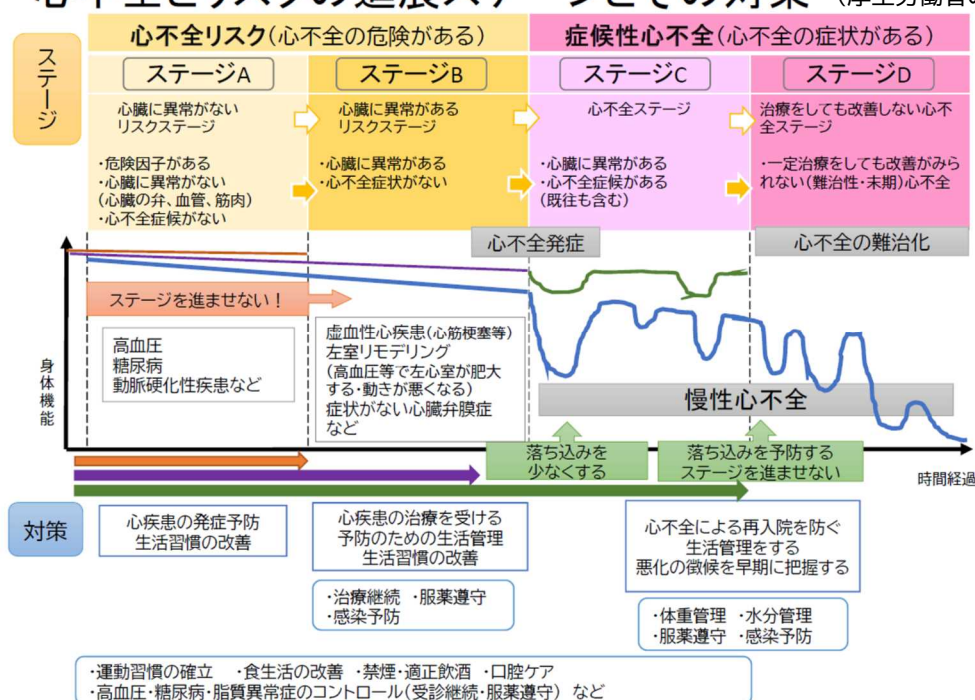 心不全とリスクの進展ステージとその対策
(厚生労働省
ステージ
心不全リスク(心不全の危険がある)
症候性心不全(心不全の症状がある)
ステージA
ステージB
ステージC
ステージD
心臓に異常がない
リスクステージ
・危険因子がある
・心臓に異常がない
(心臓の弁、血管、筋肉)
・心不全症候がない
心臓に異常がある
リスクステージ
・心臓に異常がある
・心不全症状がない
心不全ステージ
・心臓に異常がある
・心不全症候がある
(既往も含む)
治療をしても改善しない心不
全ステージ
・一定治療をしても改善がみら
れない(難治性・末期)心不全
心不全発症
心不全の難治化
ステージを進ませない!
身体機能
高血圧
糖尿病
動脈硬化性疾患など
虚血性心疾患(心筋梗塞等)
左室リモデリング
(高血圧等で左心室が肥大
する・動きが悪くなる)
症状がない心臓弁膜症
など
慢性心不全
落ち込みを
少なくする
落ち込みを予防する
ステージを進ませない
時間経過
対策
心疾患の発症予防
生活習慣の改善
心疾患の治療を受ける
予防のための生活管理
生活習慣の改善
心不全による再入院を防ぐ
生活管理をする
悪化の徴候を早期に把握する
・治療継続 ・服薬遵守
・感染予防
・体重管理 ・水分管理
・服薬遵守 ・感染予防
・運動習慣の確立 ・食生活の改善 ・禁煙・適正飲酒 ・口腔ケア
・高血圧・糖尿病・脂質異常症のコントロール(受診継続・服薬遵守) など